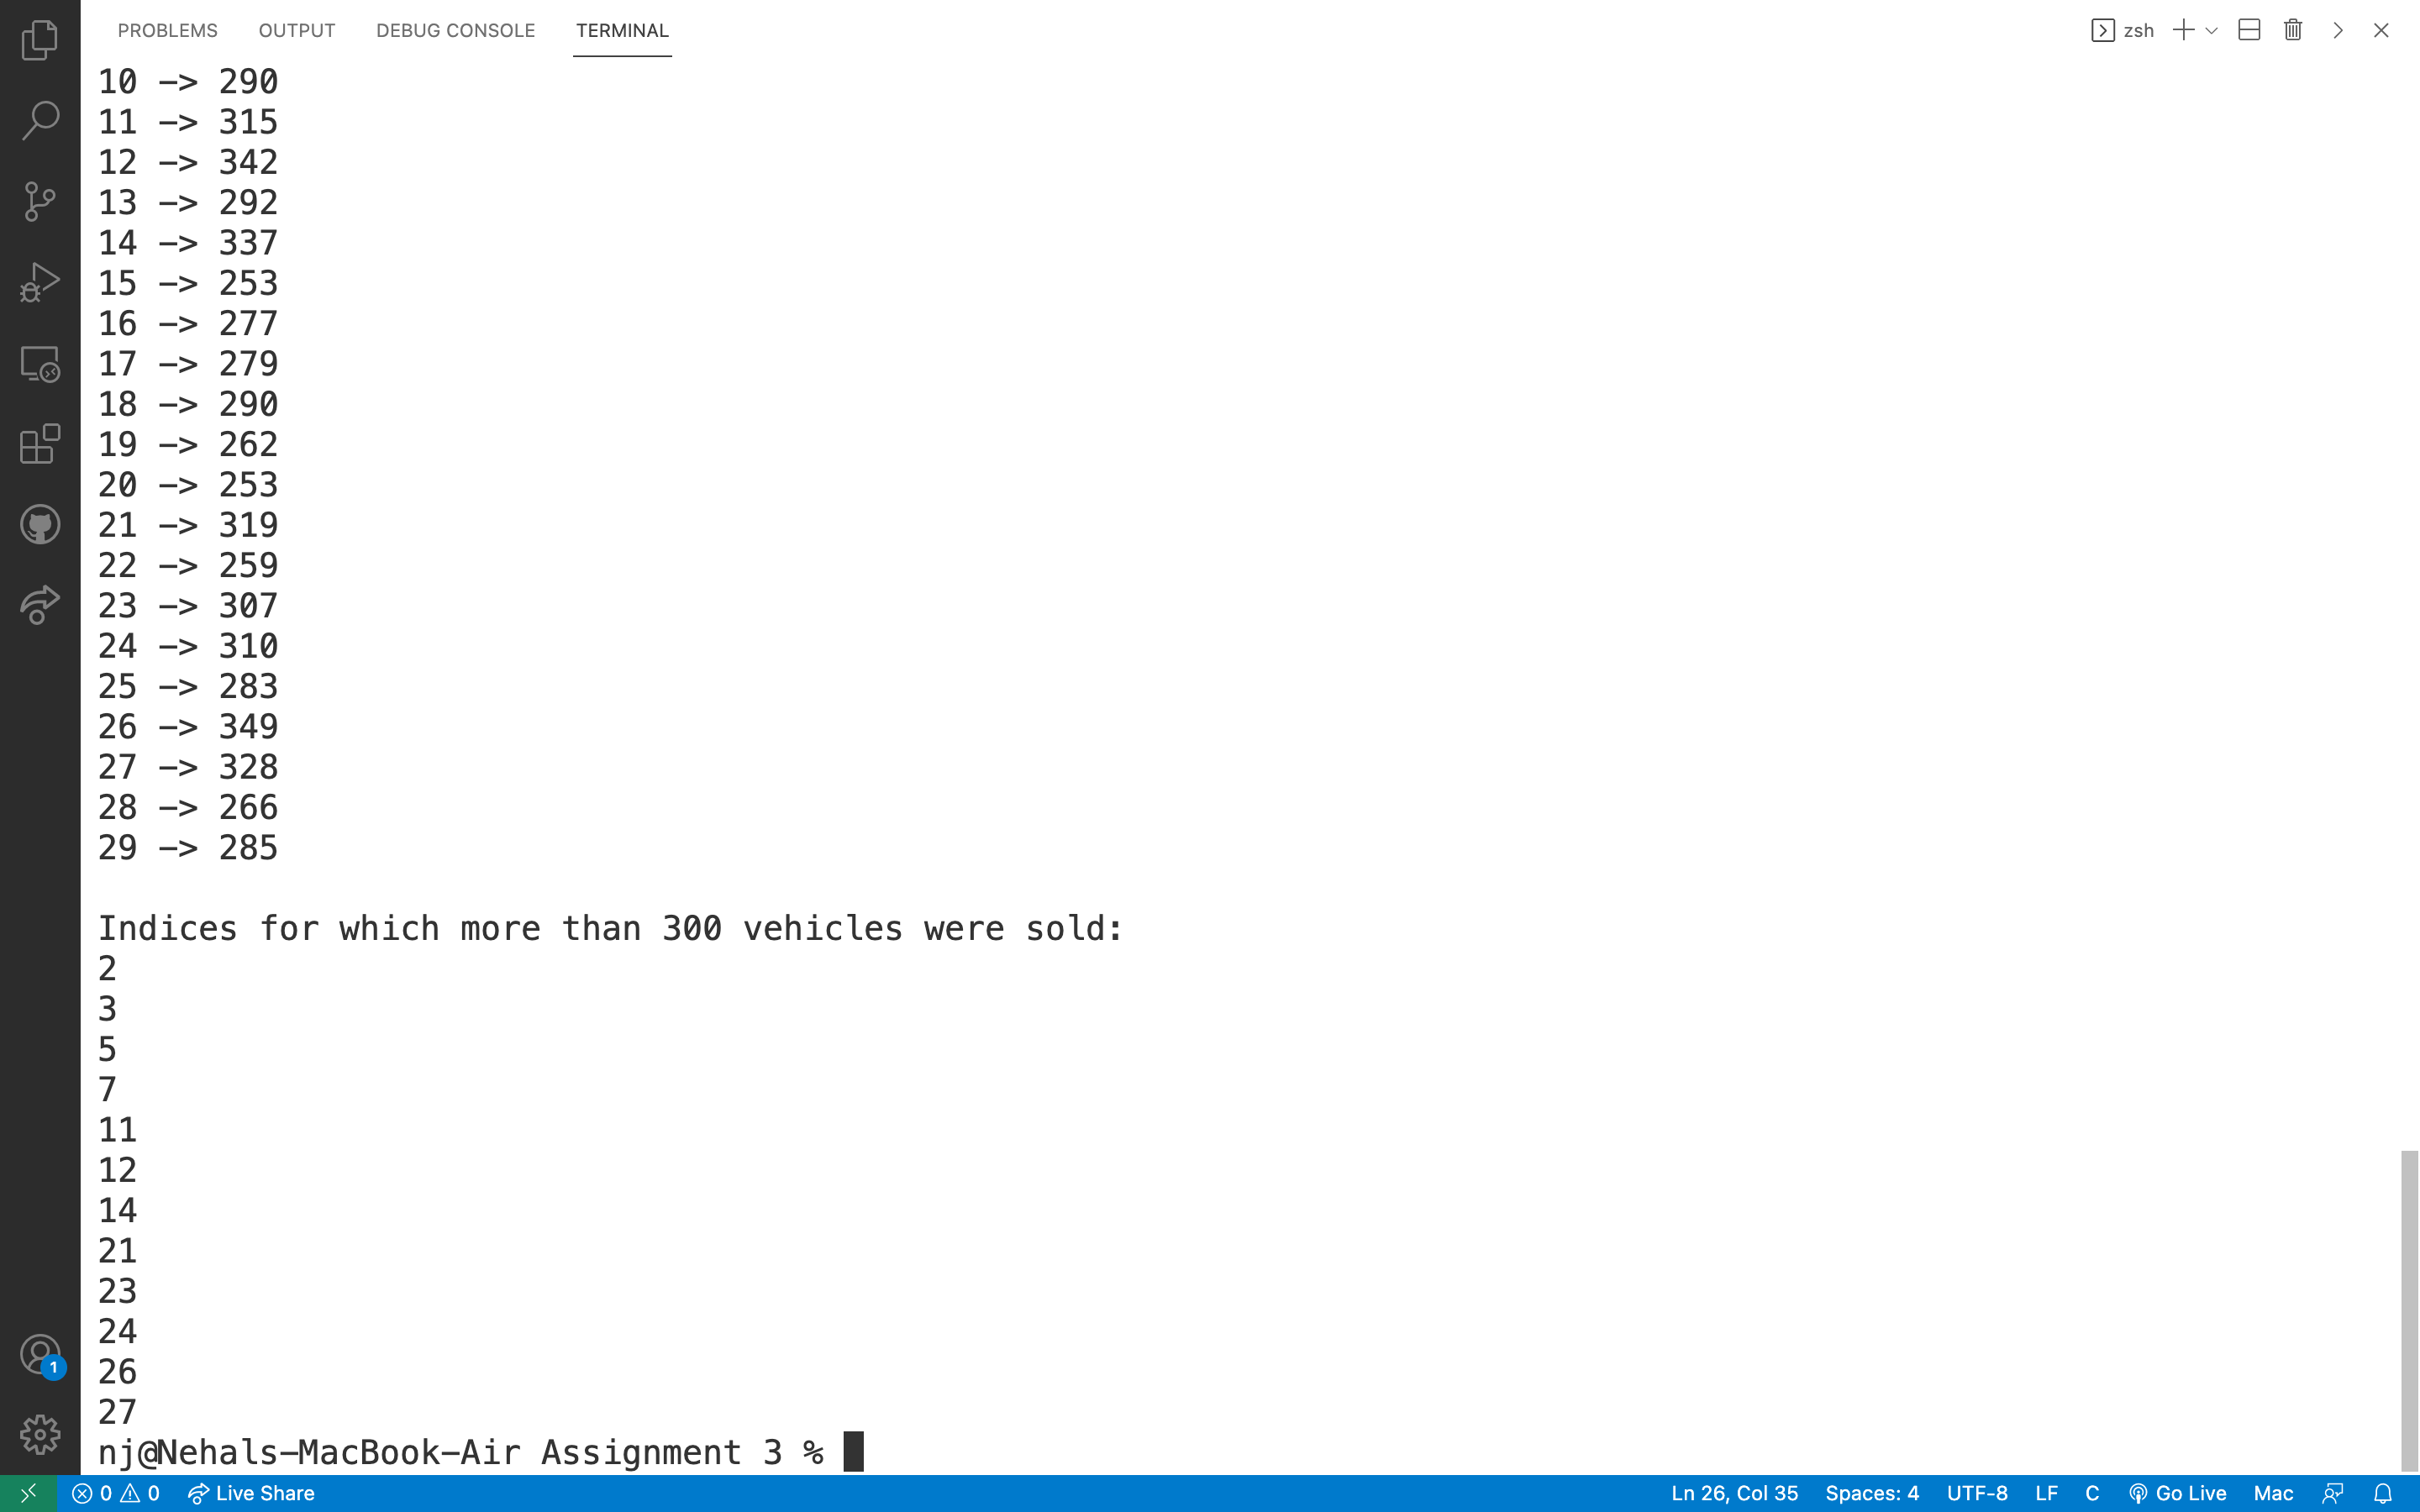 PROBLEMS OUTPUT DEBUG CONSOLE TERMINAL zsh
10 -> 290
11 -> 315
12 -> 342
13 -> 292
14 -> 337
15 -> 253
16 -> 277
17 -> 279
18 -> 290
19 -> 262
20 -> 253
21 -> 319
22 -> 259
23 -> 307
24 -> 310
25 -> 283
26 -> 349
27 -> 328
28 -> 266
29 -> 285
Indices for which more than 300 vehicles were sold:
2
3
5
7
11
12
14
21
23
24
26
27
nj@Nehals-MacBook-Air Assignment 3 %
1
0 0 Live Share Ln 26, Col 35 Spaces: 4 UTF-8 LF C Go Live Mac